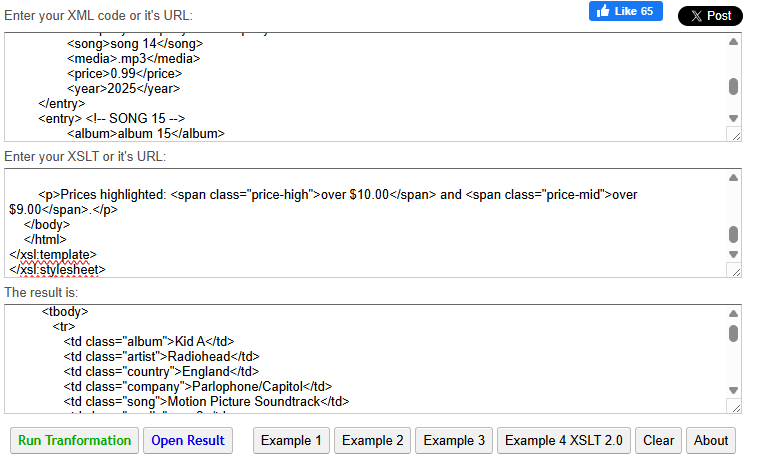 Enter your XML code or it's URL:
Like 65
Post
<song>song 14</song>
<media>.mp3</media>
<price>0.99</price>
<year>2025</year>
</entry>
<entry> <!-- SONG 15 -->
<album>album 15</album>
Enter your XSLT or it's URL:
<p>Prices highlighted: <span class="price-high">over $10.00</span> and <span class="price-mid">over
$9.00</span>.</p>
</body>
</html>
</xsl:template>
</xsl:stylesheet>
The result is:
<tbody>
<tr>
<td class="album">Kid A</td>
<td class="artist">Radiohead</td>
<td class="country">England</td>
<td class="company">Parlophone/Capitol</td>
<td class="song">Motion Picture Soundtrack</td>
Run Tranformation
Open Result
Example 1
Example 2
Example 3
Example 4 XSLT 2.0
Clear
About